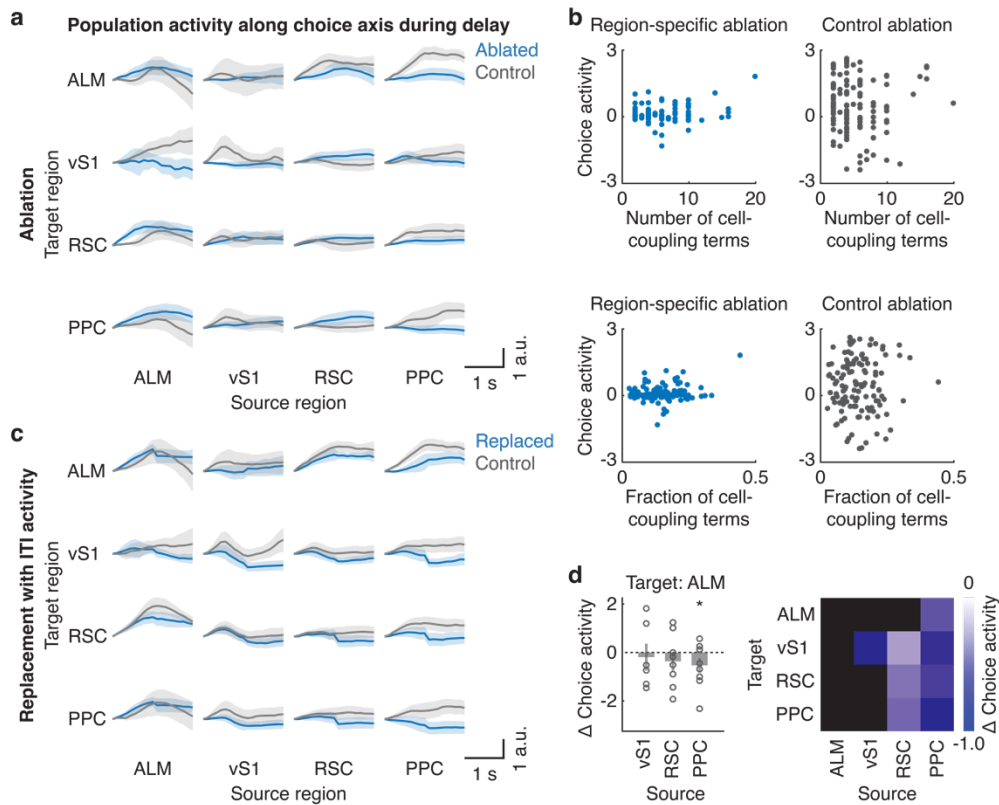 a
Population activity along choice axis during delay
Ablated
Control
ALM
vS1
RSC
PPC
Ablation
Target region
ALM
vS1
RSC
PPC
Source region
1 s
1 a.u.
b
Region-specific ablation
Control ablation
Choice activity
3
0
-3
0
10
20
Number of cell-
coupling terms
3
0
-3
0
10
20
Number of cell-
coupling terms
Region-specific ablation
Control ablation
Choice activity
3
0
-3
0
0.5
Fraction of cell-
coupling terms
3
0
-3
0
0.5
Fraction of cell-
coupling terms
c
Replaced
Control
ALM
vS1
RSC
PPC
Replacement with ITI activity
Target region
ALM
vS1
RSC
PPC
Source region
1 s
1 a.u.
d
Target: ALM
*
Δ Choice activity
2
0
-2
vS1
RSC
PPC
Source
Target
ALM
vS1
RSC
PPC
ALM
vS1
RSC
PPC
Source
0
-1.0
Δ Choice activity